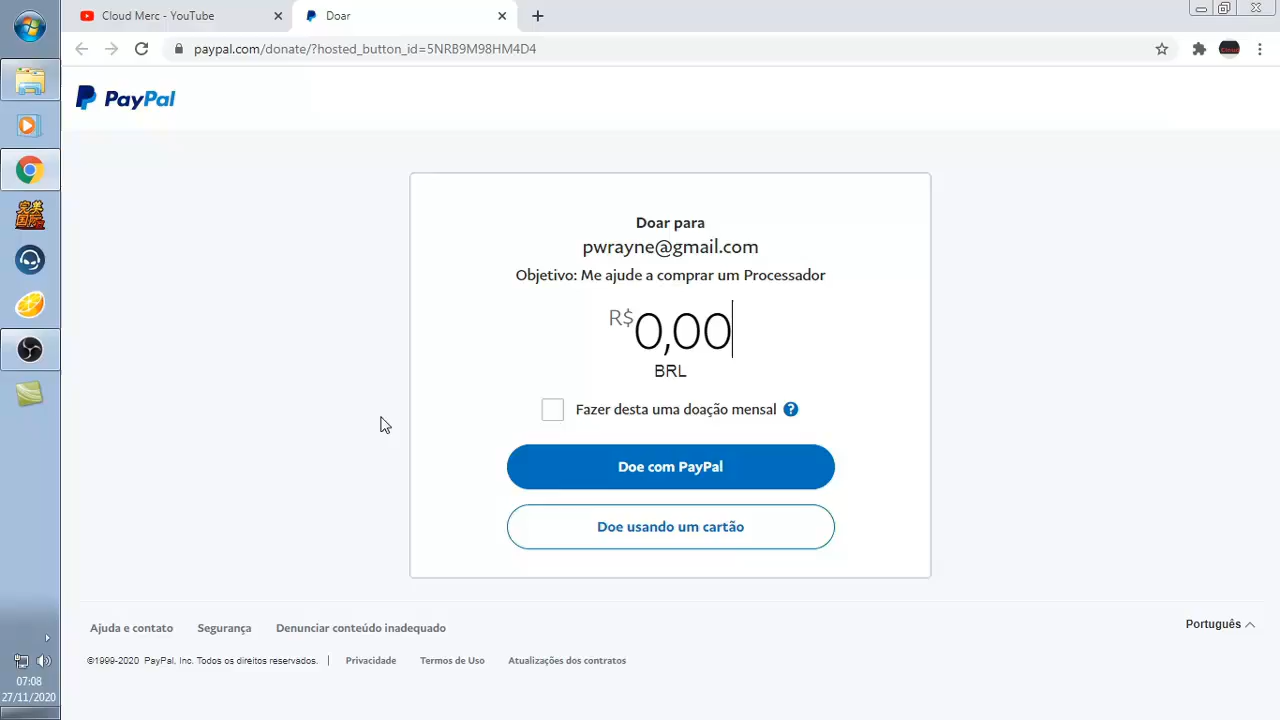 Cloud Merc - YouTube
Doar
paypal.com/donate/?hosted_button_id=5NRB9M98HM4D4
PayPal
Doar para
pwrayne@gmail.com
Objetivo: Me ajude a comprar um Processador
R$0,00
BRL
Fazer desta uma doação mensal ?
Doe com PayPal
Doe usando um cartão
Ajuda e contato Segurança Denunciar conteúdo inadequado
Português
©1999-2020 PayPal, Inc. Todos os direitos reservados. | Privacidade Termos de Uso Atualizações dos contratos
07:08
27/11/2020